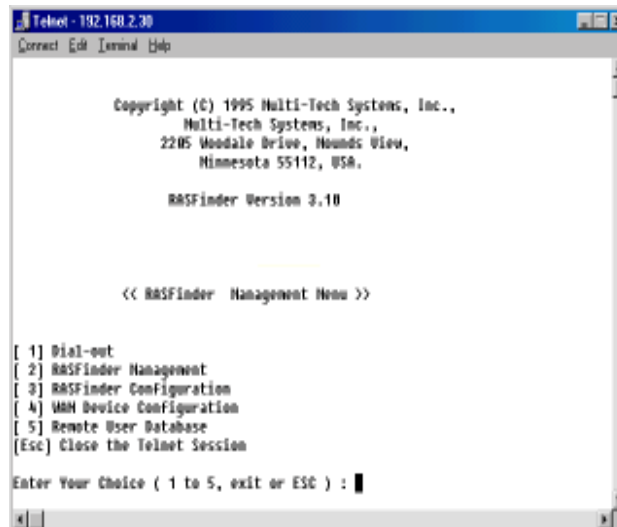 Telnet - 192.168.2.30
Connect Edit Terminal Help
Copyright (C) 1995 Multi-Tech Systems, Inc.,
Multi-Tech Systems, Inc.,
2205 Woodale Drive, Mounds View,
Minnesota 55112, USA.
RASFinder Version 3.10
<< RASFinder Management Menu >>
[ 1] Dial-out
[ 2] RASFinder Management
[ 3] RASFinder Configuration
[ 4] WAN Device Configuration
[ 5] Remote User Database
[Esc] Close the Telnet Session
Enter Your Choice ( 1 to 5, exit or ESC ) :